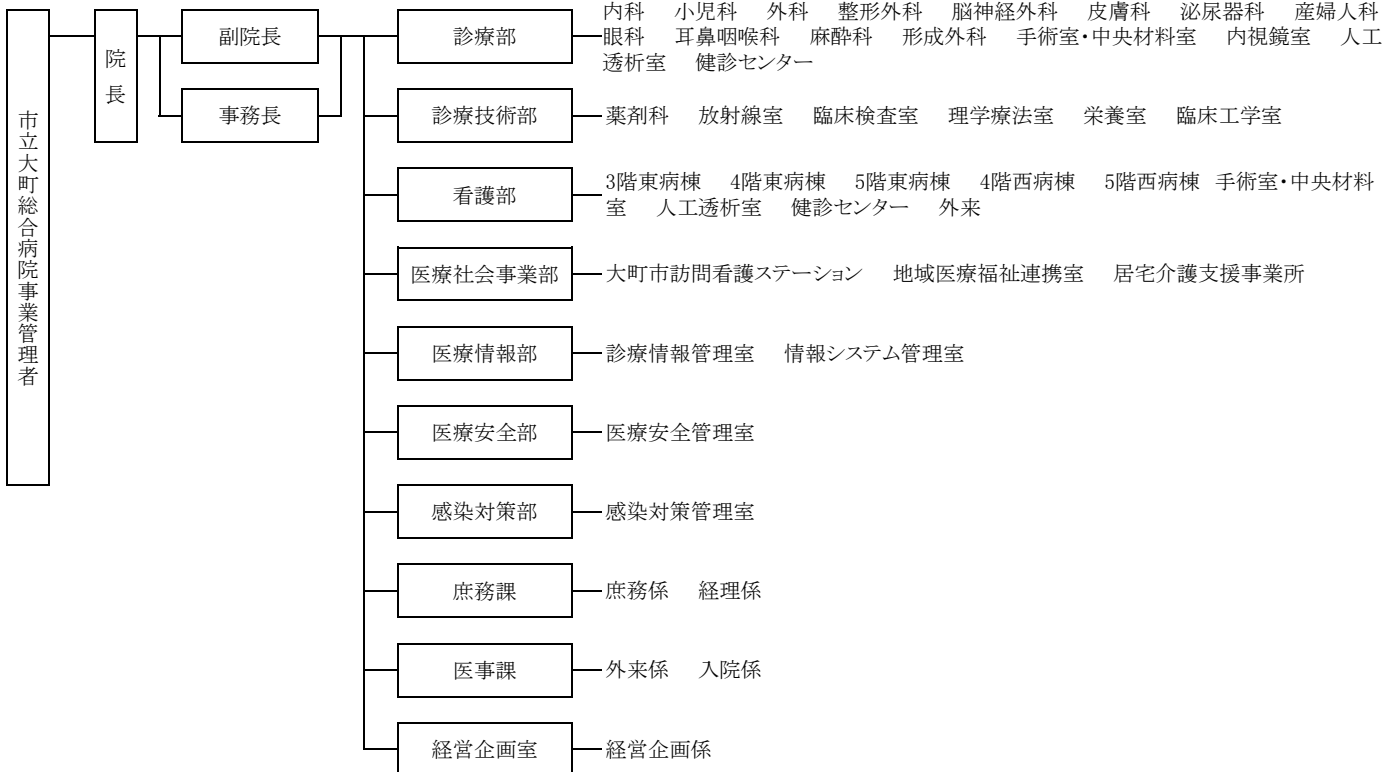 市立大町総合病院事業管理者
院長
副院長
事務長
診療部
内科 小児科 外科 整形外科 脳神経外科 皮膚科 泌尿器科 産婦人科
眼科 耳鼻咽喉科 麻酔科 形成外科 手術室・中央材料室 内視鏡室 人工
透析室 健診センター
診療技術部
薬剤科 放射線室 臨床検査室 理学療法室 栄養室 臨床工学室
看護部
3階東病棟 4階東病棟 5階東病棟 4階西病棟 5階西病棟 手術室・中央材料
室 人工透析室 健診センター 外来
医療社会事業部
大町市訪問看護ステーション 地域医療福祉連携室 居宅介護支援事業所
医療情報部
診療情報管理室 情報システム管理室
医療安全部
医療安全管理室
感染対策部
感染対策管理室
庶務課
庶務係 経理係
医事課
外来係 入院係
経営企画室
経営企画係